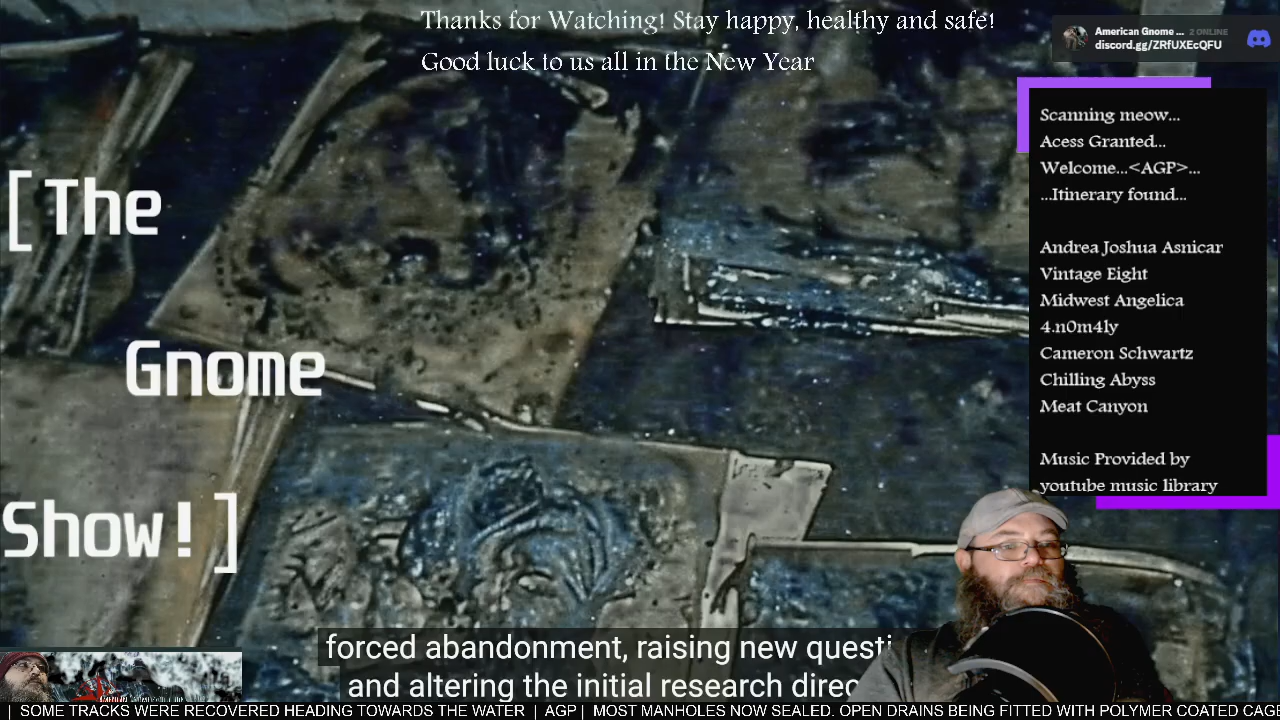 Thanks for Watching! Stay happy, healthy and safe!
Good luck to us all in the New Year
American Gnome ... 2 ONLINE
discord.gg/ZRfUXEcQFU
Scanning meow...
Acess Granted...
Welcome...<AGP>...
...Itinerary found...
Andrea Joshua Asnicar
Vintage Eight
Midwest Angelica
4.n0m4ly
Cameron Schwartz
Chilling Abyss
Meat Canyon
Music Provided by
youtube music library
[The
Gnome
Show!]
forced abandonment, raising new questi
and altering the initial research direc
| SOME TRACKS WERE RECOVERED HEADING TOWARDS THE WATER | AGP | MOST MANHOLES NOW SEALED. OPEN DRAINS BEING FITTED WITH POLYMER COATED CAGE